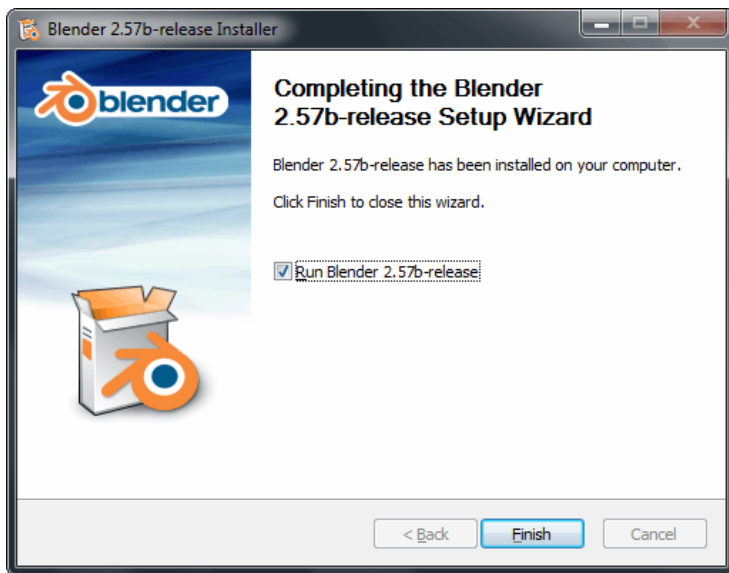 Blender 2.57b-release Installer
blender
Completing the Blender
2.57b-release Setup Wizard
Blender 2.57b-release has been installed on your computer.
Click Finish to close this wizard.
Run Blender 2.57b-release
< Back
Finish
Cancel